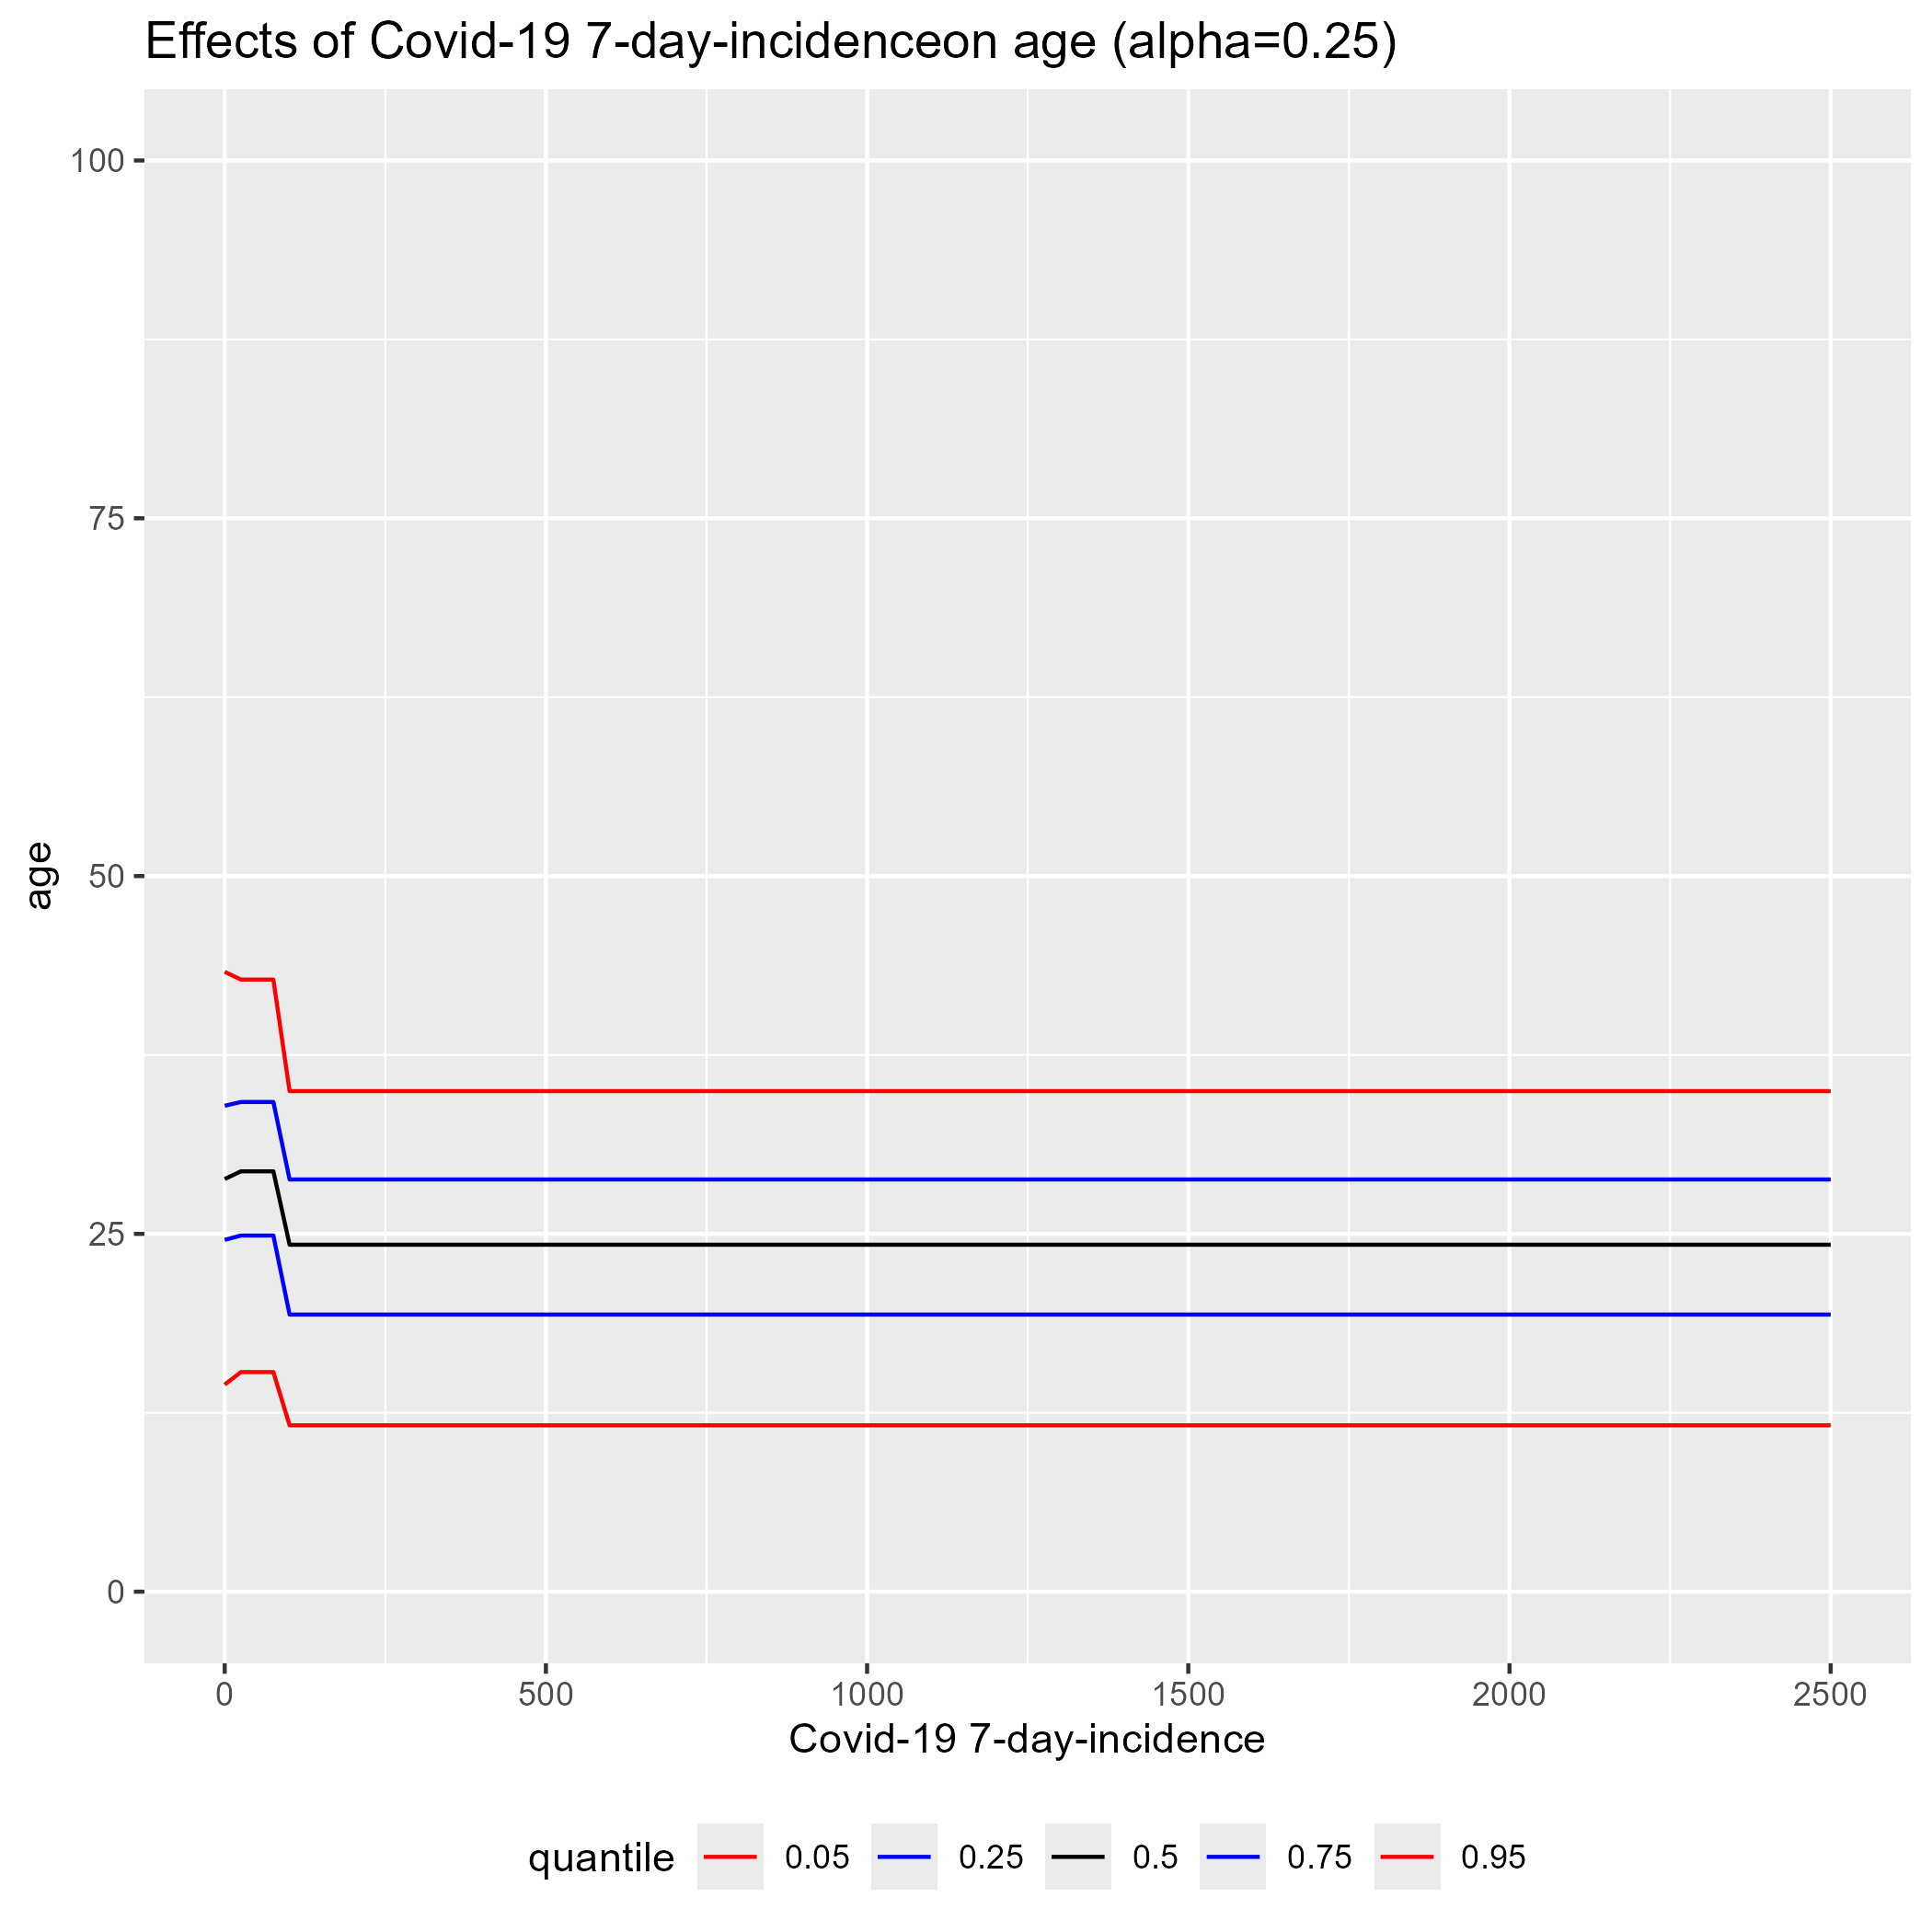 Effects of Covid-19 7-day-incidenceon age (alpha=0.25)
100
75
50
25
0
age
0 500 1000 1500 2000 2500
Covid-19 7-day-incidence
quantile 0.05 0.25 0.5 0.75 0.95